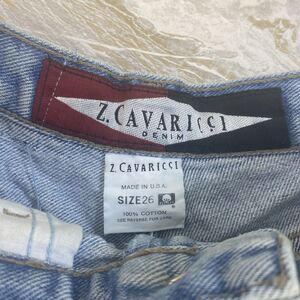 Z. CAVARICCI
DENIM
Z. CAVARICCI
MADE IN U.S.A.
SIZE 26
100% COTTON
SEE REVERSE FOR CARE